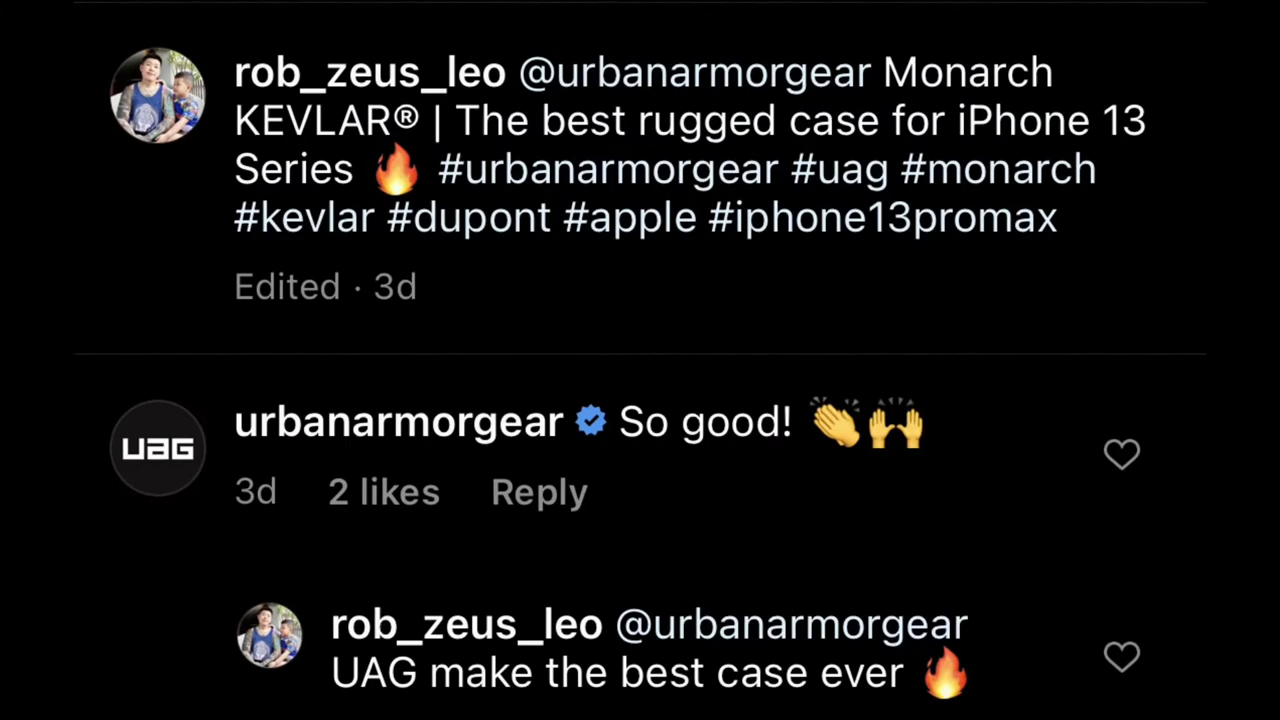 rob_zeus_leo @urbanarmorgear Monarch
KEVLAR® | The best rugged case for iPhone 13
Series 🔥 #urbanarmorgear #uag #monarch
#kevlar #dupont #apple #iphone13promax
Edited · 3d
UAG
urbanarmorgear So good! 👏🙌
3d 2 likes Reply
rob_zeus_leo @urbanarmorgear
UAG make the best case ever 🔥